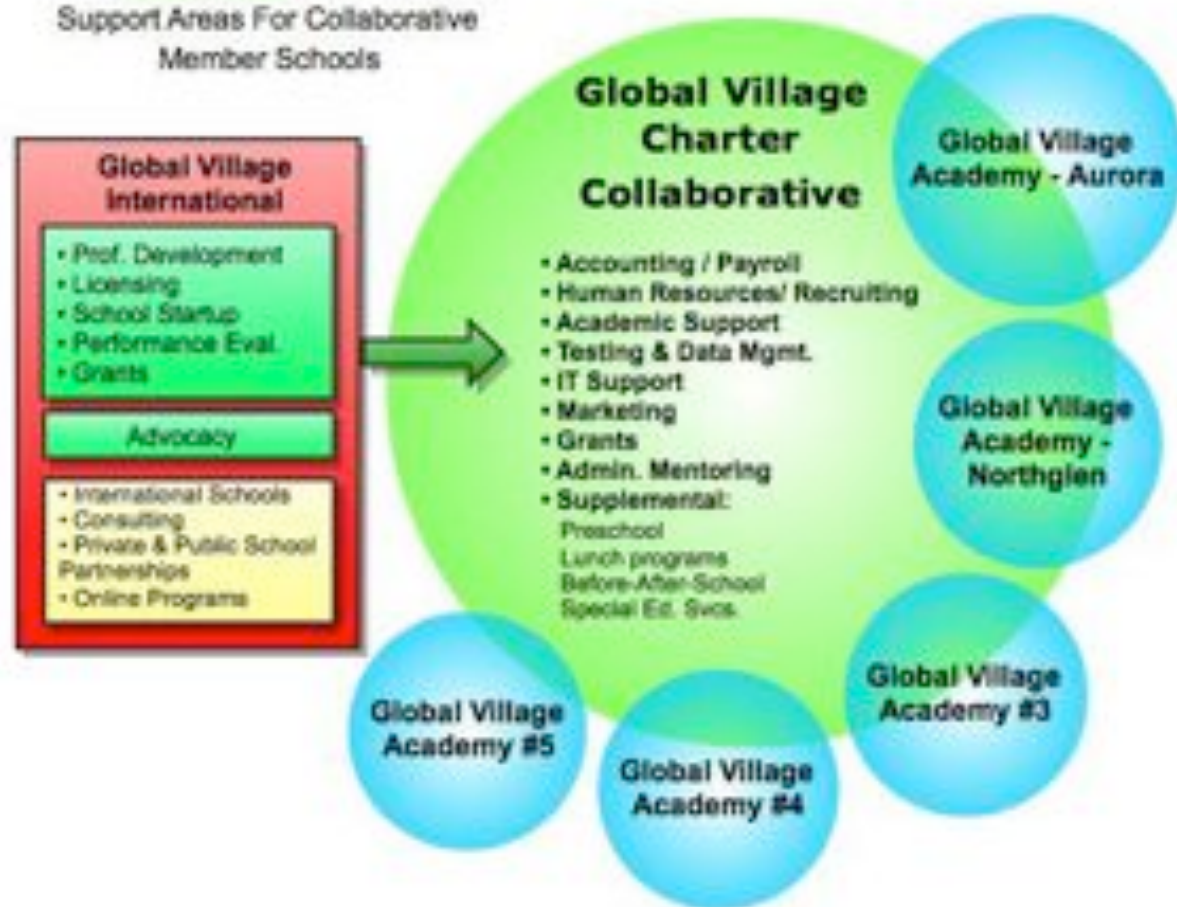 Support Areas For Collaborative
Member Schools
Global Village
International
• Prof. Development
• Licensing
• School Startup
• Performance Eval.
• Grants
Advocacy
• International Schools
• Consulting
• Private & Public School
Partnerships
• Online Programs
Global Village
Charter
Collaborative
• Accounting / Payroll
• Human Resources/ Recruiting
• Academic Support
• Testing & Data Mgmt.
• IT Support
• Marketing
• Grants
• Admin. Mentoring
• Supplemental:
Preschool
Lunch programs
Before-After-School
Special Ed. Svcs.
Global Village
Academy - Aurora
Global Village
Academy -
Northglen
Global Village
Academy #3
Global Village
Academy #4
Global Village
Academy #5